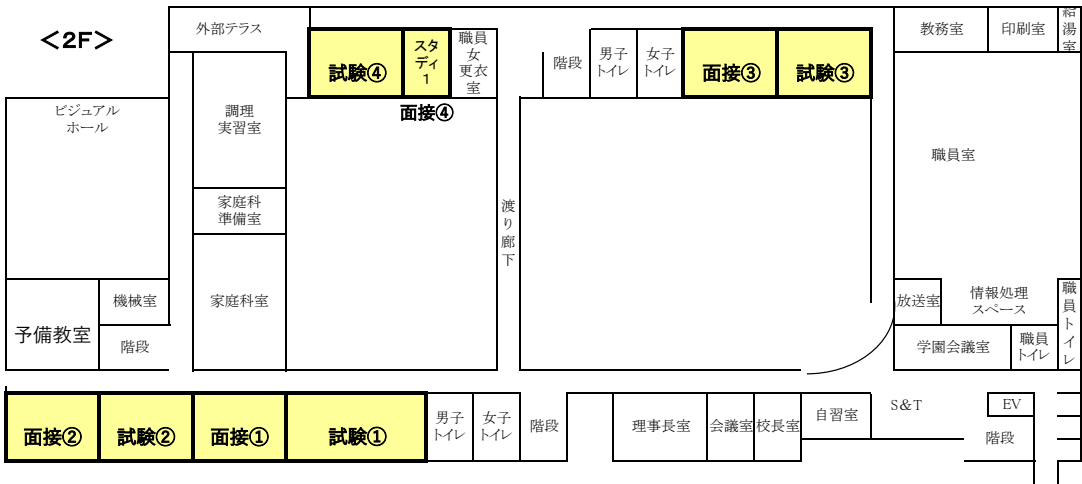 ＜2F＞
外部テラス
試験④
スタ
ディ
1
職員
女
更衣
室
面接④
階段
男子
トイレ
女子
トイレ
面接③
試験③
教務室
印刷室
給
湯
室
ビジュアル
ホール
調理
実習室
家庭科
準備室
家庭科室
機械室
予備教室
階段
渡
り
廊
下
職員室
放送室
情報処理
スペース
学園会議室
職員
トイレ
職
員
ト
イ
レ
面接②
試験②
面接①
試験①
男子
トイレ
女子
トイレ
階段
理事長室
会議室
校長室
自習室
S&T
EV
階段